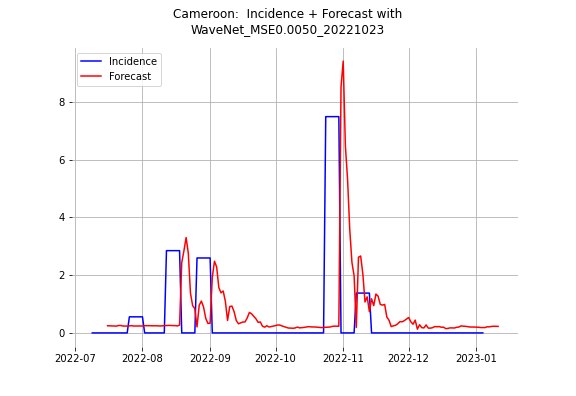 Cameroon:  Incidence + Forecast with
WaveNet_MSE0.0050_20221023
Incidence
Forecast
8
6
4
2
0
2022-07 2022-08 2022-09 2022-10 2022-11 2022-12 2023-01